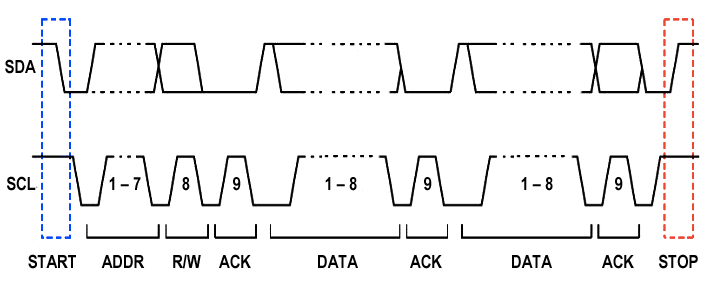 SDA
SCL 1 – 7 8 9 1 – 8 9 1 – 8 9
START ADDR R/W ACK DATA ACK DATA ACK STOP